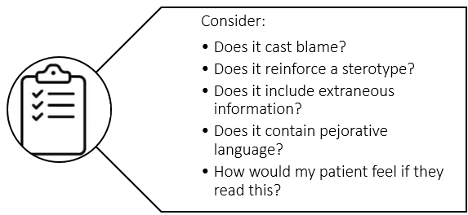 Consider:
• Does it cast blame?
• Does it reinforce a sterotype?
• Does it include extraneous
information?
• Does it contain pejorative
language?
• How would my patient feel if they
read this?